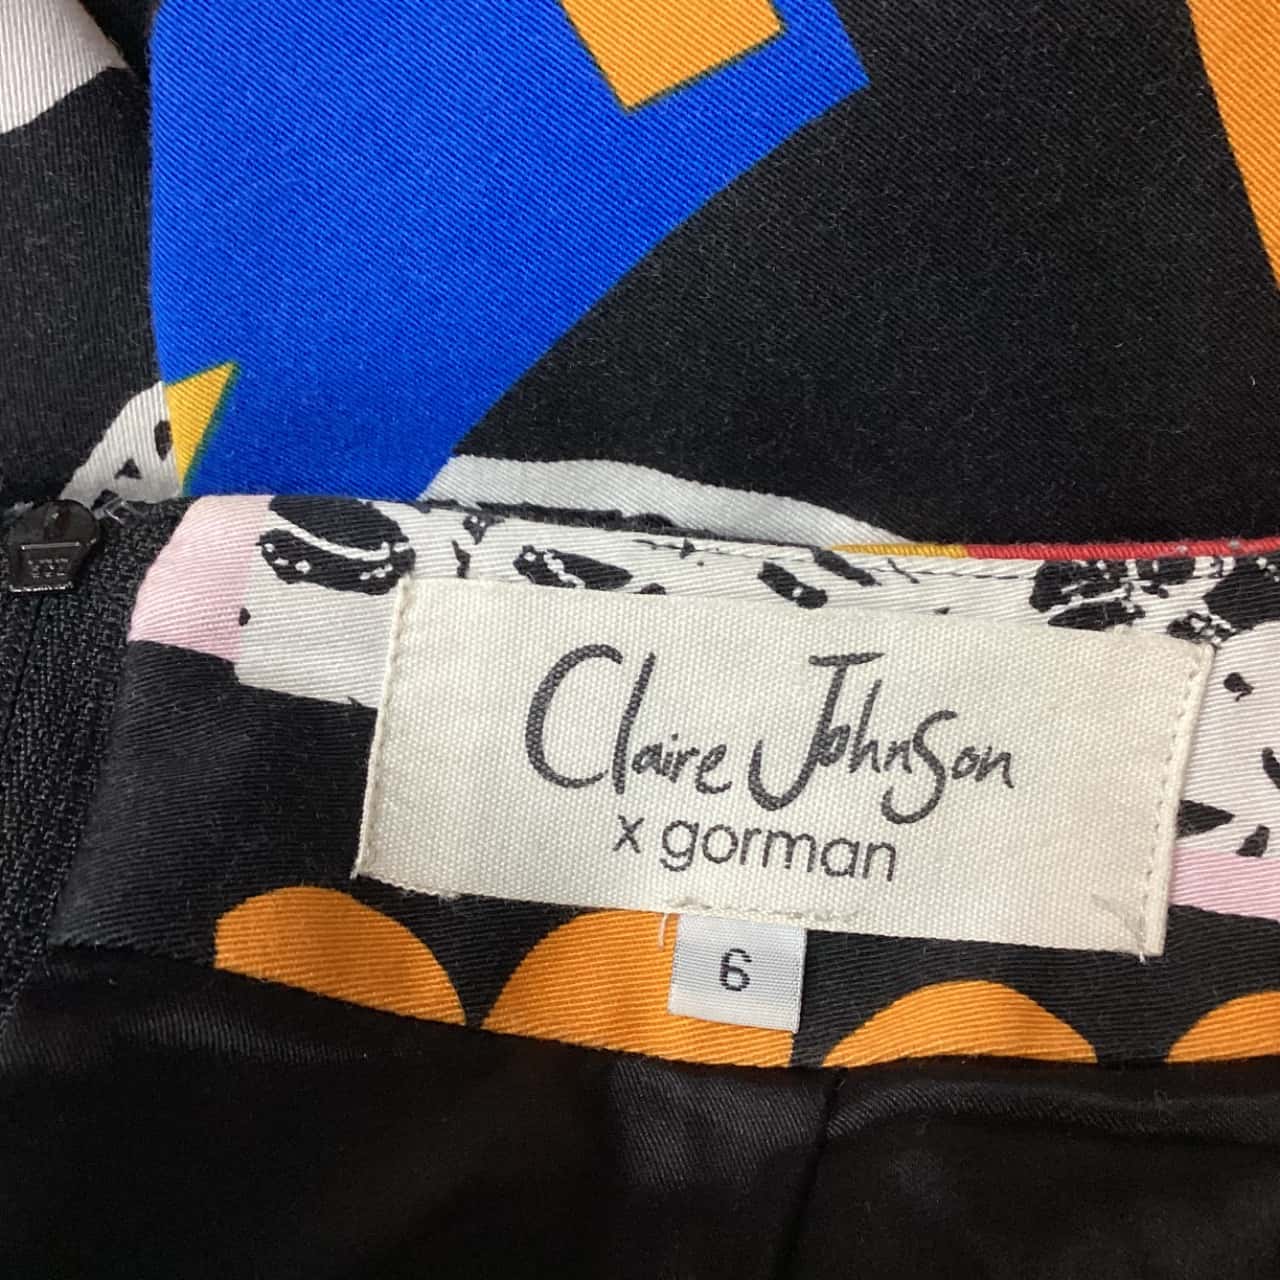 Claire Johnson
x gorman
6